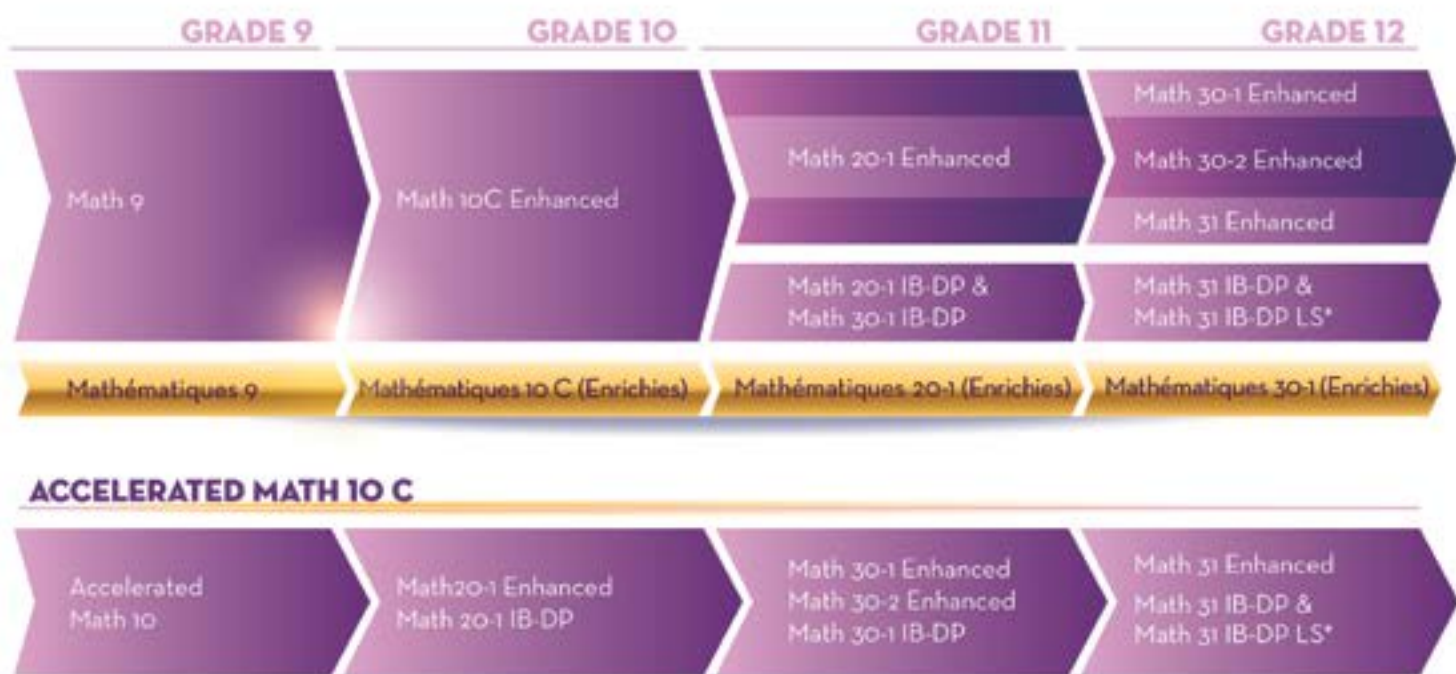 GRADE 9 GRADE 10 GRADE 11 GRADE 12
Math 9
Math 10C Enhanced
Math 20-1 Enhanced
Math 30-1 Enhanced
Math 30-2 Enhanced
Math 31 Enhanced
Math 20-1 IB-DP &
Math 30-1 IB-DP
Math 31 IB-DP &
Math 31 IB-DP LS*
Mathématiques 9 Mathématiques 10 C (Enrichies) Mathématiques 20-1 (Enrichies) Mathématiques 30-1 (Enrichies)
ACCELERATED MATH 10 C
Accelerated
Math 10
Math20-1 Enhanced
Math 20-1 IB-DP
Math 30-1 Enhanced
Math 30-2 Enhanced
Math 30-1 IB-DP
Math 31 Enhanced
Math 31 IB-DP &
Math 31 IB-DP LS*